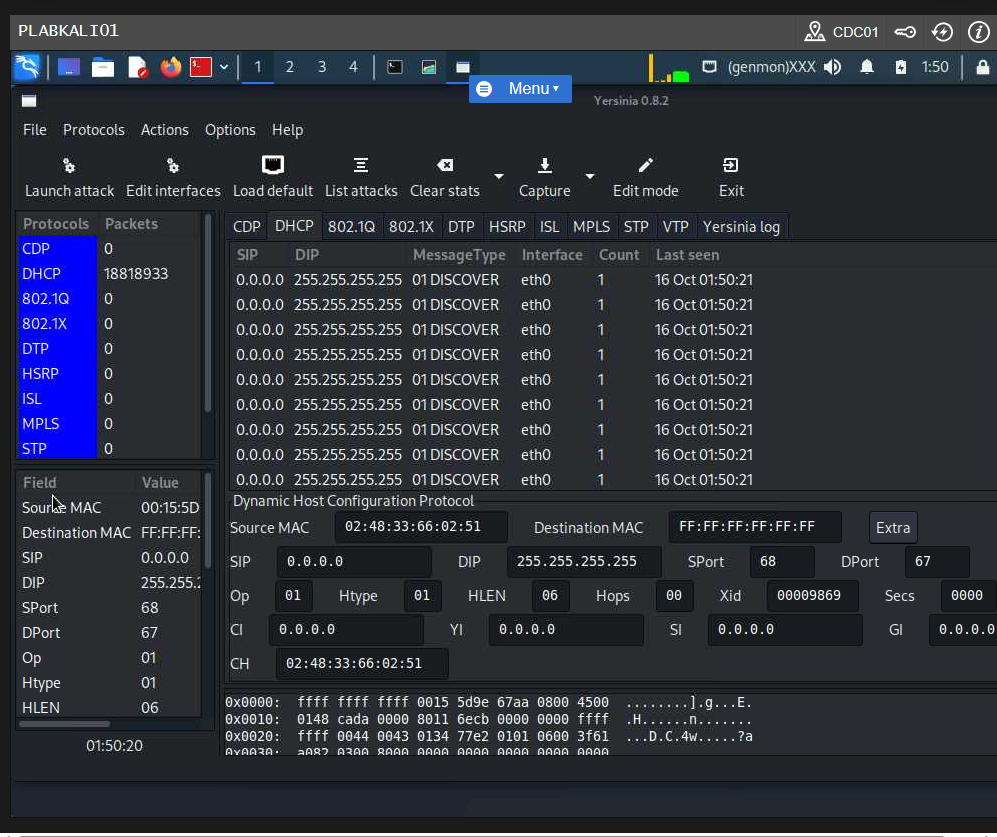 PLABKALI01 CDC01
1 2 3 4 (genmon)XXX 1:50
Menu
Yersinia 0.8.2
File Protocols Actions Options Help
Launch attack Edit interfaces Load default List attacks Clear stats Capture Edit mode Exit
Protocols Packets
CDP 0
DHCP 18818933
802.1Q 0
802.1X 0
DTP 0
HSRP 0
ISL 0
MPLS 0
STP 0
Field Value
Source MAC 00:15:5D
Destination MAC FF:FF:FF:
SIP 0.0.0.0
DIP 255.255.2
SPort 68
DPort 67
Op 01
Htype 01
HLEN 06
01:50:20
CDP DHCP 802.1Q 802.1X DTP HSRP ISL MPLS STP VTP Yersinia log
SIP DIP MessageType Interface Count Last seen
0.0.0.0 255.255.255.255 01 DISCOVER eth0 1 16 Oct 01:50:21
0.0.0.0 255.255.255.255 01 DISCOVER eth0 1 16 Oct 01:50:21
0.0.0.0 255.255.255.255 01 DISCOVER eth0 1 16 Oct 01:50:21
0.0.0.0 255.255.255.255 01 DISCOVER eth0 1 16 Oct 01:50:21
0.0.0.0 255.255.255.255 01 DISCOVER eth0 1 16 Oct 01:50:21
0.0.0.0 255.255.255.255 01 DISCOVER eth0 1 16 Oct 01:50:21
0.0.0.0 255.255.255.255 01 DISCOVER eth0 1 16 Oct 01:50:21
0.0.0.0 255.255.255.255 01 DISCOVER eth0 1 16 Oct 01:50:21
0.0.0.0 255.255.255.255 01 DISCOVER eth0 1 16 Oct 01:50:21
Dynamic Host Configuration Protocol
Source MAC 02:48:33:66:02:51 Destination MAC FF:FF:FF:FF:FF:FF Extra
SIP 0.0.0.0 DIP 255.255.255.255 SPort 68 DPort 67
Op 01 Htype 01 HLEN 06 Hops 00 Xid 00009869 Secs 0000
CI 0.0.0.0 YI 0.0.0.0 SI 0.0.0.0 GI 0.0.0.0
CH 02:48:33:66:02:51
0x0000: ffff ffff ffff 0015 5d9e 67aa 0800 4500 ........].g...E.
0x0010: 0148 cada 0000 8011 6ecb 0000 0000 ffff .H......n.......
0x0020: ffff 0044 0043 0134 77e2 0101 0600 3f61 ...D.C.4w.....?a
0x0030: a082 0300 8000 0000 0000 0000 0000 0000